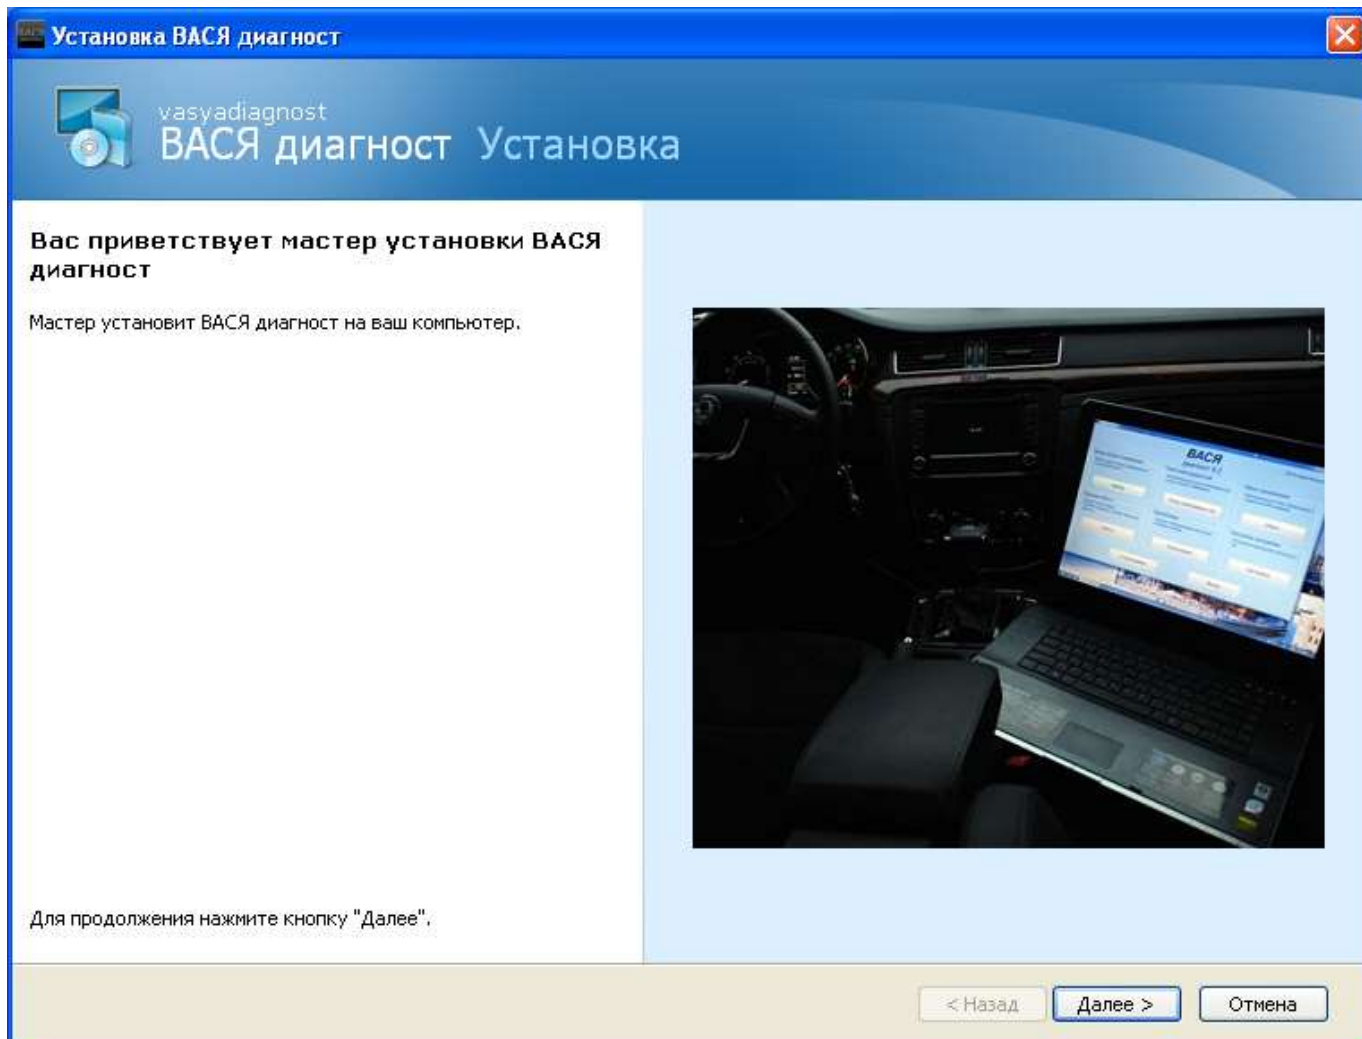 Установка ВАСЯ диагност
vasyadiagnost
ВАСЯ диагност Установка
Вас приветствует мастер установки ВАСЯ
диагност
Мастер установит ВАСЯ диагност на ваш компьютер.
ВАСЯ
Для продолжения нажмите кнопку "Далее".
< Назад
Далее >
Отмена